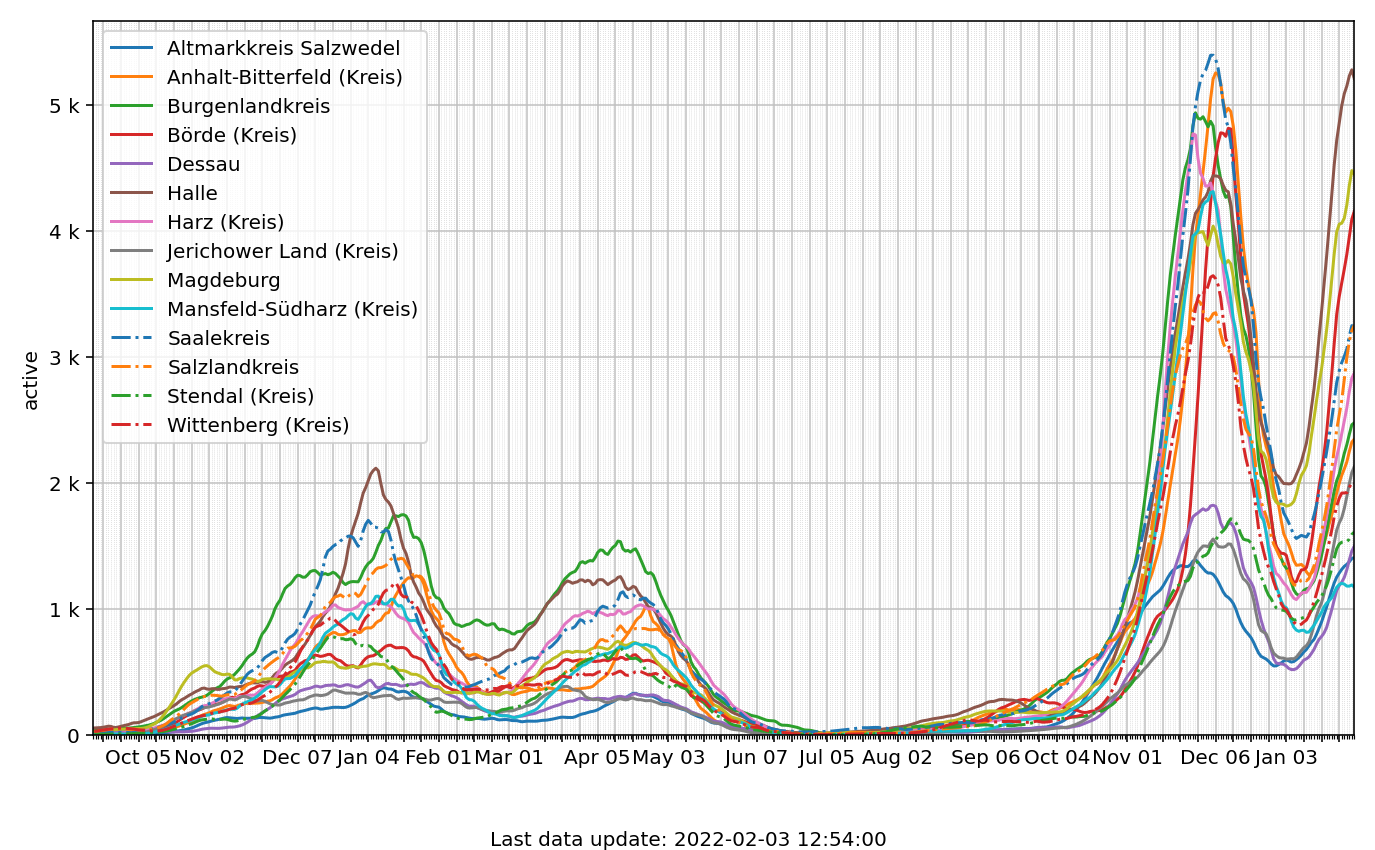 Altmarkkreis Salzwedel
Anhalt-Bitterfeld (Kreis)
Burgenlandkreis
Börde (Kreis)
Dessau
Halle
Harz (Kreis)
Jerichower Land (Kreis)
Magdeburg
Mansfeld-Südharz (Kreis)
Saalekreis
Salzlandkreis
Stendal (Kreis)
Wittenberg (Kreis)
active
5 k
4 k
3 k
2 k
1 k
0
Oct 05 Nov 02 Dec 07 Jan 04 Feb 01 Mar 01 Apr 05 May 03 Jun 07 Jul 05 Aug 02 Sep 06 Oct 04 Nov 01 Dec 06 Jan 03
Last data update: 2022-02-03 12:54:00